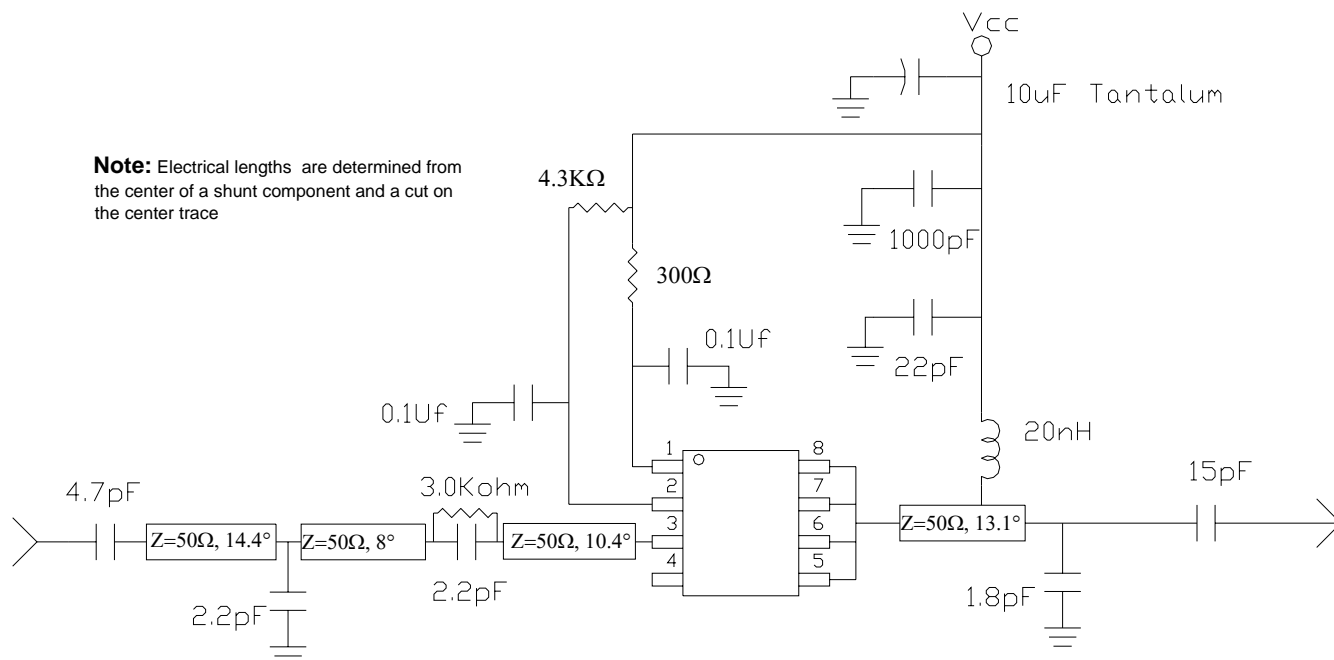 Vcc
10uF Tantalum
Note: Electrical lengths are determined from
the center of a shunt component and a cut on
the center trace
4.3KΩ
1000pF
300Ω
0.1Uf
22pF
0.1Uf
20nH
1
8
15pF
4.7pF
3.0Kohm
2
7
Z=50Ω, 14.4°
Z=50Ω, 8°
Z=50Ω, 10.4°
3
6
Z=50Ω, 13.1°
4
5
2.2pF
2.2pF
1.8pF